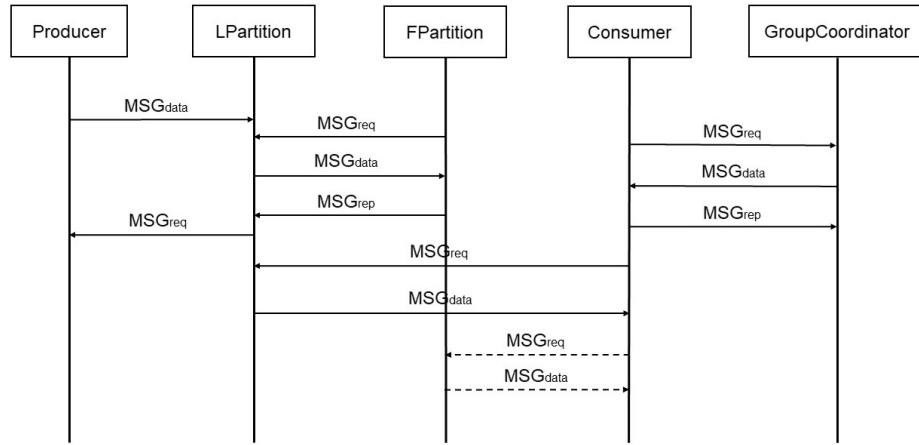 Producer
LPartition
FPartition
Consumer
GroupCoordinator
MSGdata
MSGreq
MSGreq
MSGdata
MSGdata
MSGrep
MSGrep
MSGreq
MSGreq
MSGdata
MSGreq
MSGdata